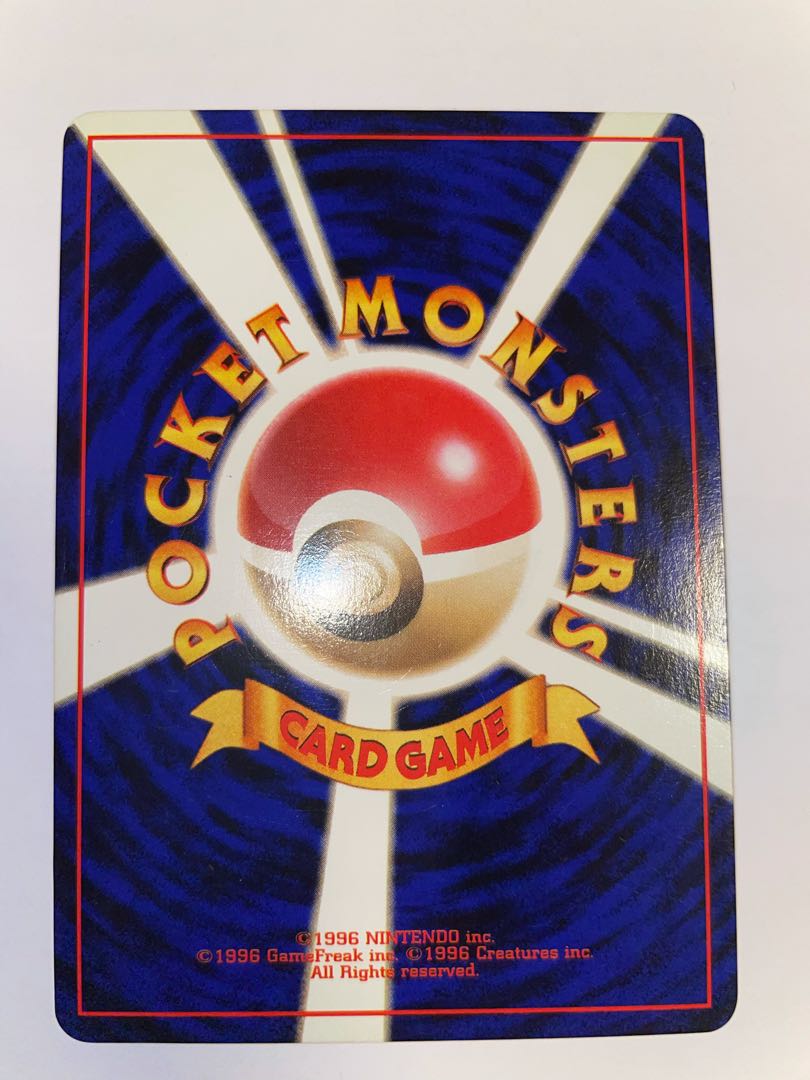 POCKET MONSTERS
CARD GAME
©1996 NINTENDO inc.
©1996 GameFreak inc. ©1996 Creatures inc.
All Rights reserved.